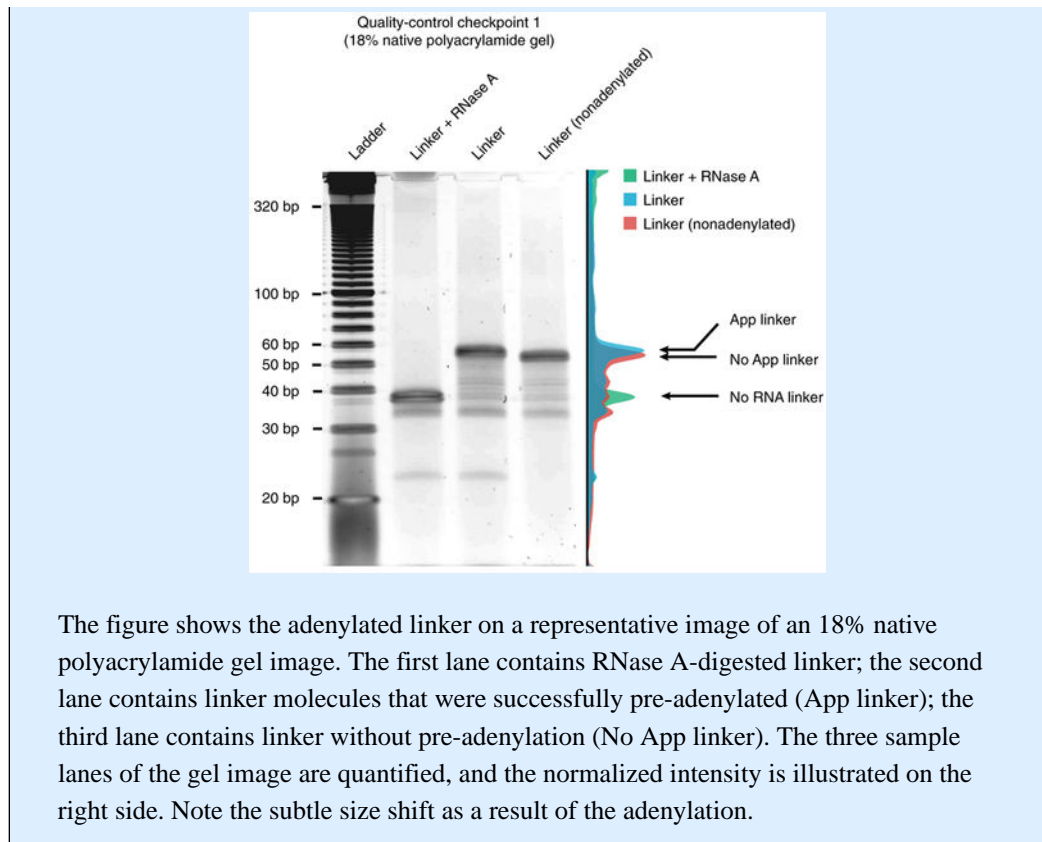 Quality-control checkpoint 1
(18% native polyacrylamide gel)
Ladder
Linker + RNase A
Linker
Linker (nonadenylated)
Linker + RNase A
Linker
Linker (nonadenylated)
320 bp
100 bp
60 bp
50 bp
40 bp
30 bp
20 bp
App linker
No App linker
No RNA linker
The figure shows the adenylated linker on a representative image of an 18% native
polyacrylamide gel image. The first lane contains RNase A-digested linker; the second
lane contains linker molecules that were successfully pre-adenylated (App linker); the
third lane contains linker without pre-adenylation (No App linker). The three sample
lanes of the gel image are quantified, and the normalized intensity is illustrated on the
right side. Note the subtle size shift as a result of the adenylation.